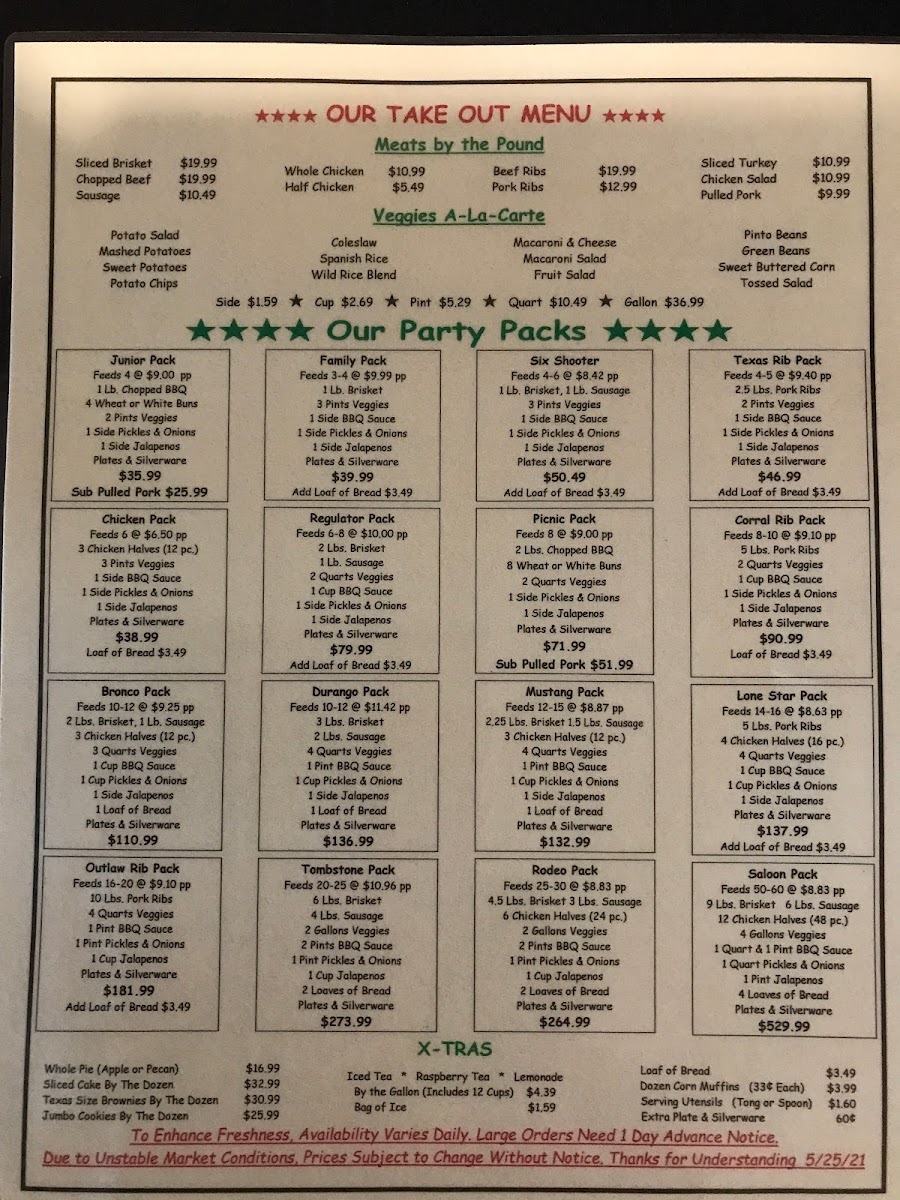 ★★★★ OUR TAKE OUT MENU ★★★★
Meats by the Pound
Sliced Brisket $19.99
Chopped Beef $19.99
Sausage $10.49
Whole Chicken $10.99
Half Chicken $5.49
Beef Ribs $19.99
Pork Ribs $12.99
Sliced Turkey $10.99
Chicken Salad $10.99
Pulled Pork $9.99
Veggies A-La-Carte
Potato Salad
Mashed Potatoes
Sweet Potatoes
Potato Chips
Coleslaw
Spanish Rice
Wild Rice Blend
Macaroni & Cheese
Macaroni Salad
Fruit Salad
Pinto Beans
Green Beans
Sweet Buttered Corn
Tossed Salad
Side $1.59 ★ Cup $2.69 ★ Pint $5.29 ★ Quart $10.49 ★ Gallon $36.99
★★★★ Our Party Packs ★★★★
Junior Pack
Feeds 4 @ $9.00 pp
1 Lb. Chopped BBQ
4 Wheat or White Buns
2 Pints Veggies
1 Side Pickles & Onions
1 Side Jalapenos
Plates & Silverware
$35.99
Sub Pulled Pork $25.99
Family Pack
Feeds 3-4 @ $9.99 pp
1 Lb. Brisket
3 Pints Veggies
1 Side BBQ Sauce
1 Side Pickles & Onions
1 Side Jalapenos
Plates & Silverware
$39.99
Add Loaf of Bread $3.49
Six Shooter
Feeds 4-6 @ $8.42 pp
1 Lb. Brisket, 1 Lb. Sausage
3 Pints Veggies
1 Side BBQ Sauce
1 Side Pickles & Onions
1 Side Jalapenos
Plates & Silverware
$50.49
Add Loaf of Bread $3.49
Texas Rib Pack
Feeds 4-5 @ $9.40 pp
2.5 Lbs. Pork Ribs
2 Pints Veggies
1 Side BBQ Sauce
1 Side Pickles & Onions
1 Side Jalapenos
Plates & Silverware
$46.99
Add Loaf of Bread $3.49
Chicken Pack
Feeds 6 @ $6.50 pp
3 Chicken Halves (12 pc.)
3 Pints Veggies
1 Side BBQ Sauce
1 Side Pickles & Onions
1 Side Jalapenos
Plates & Silverware
$38.99
Loaf of Bread $3.49
Regulator Pack
Feeds 6-8 @ $10.00 pp
2 Lbs. Brisket
1 Lb. Sausage
2 Quarts Veggies
1 Cup BBQ Sauce
1 Side Pickles & Onions
1 Side Jalapenos
Plates & Silverware
$79.99
Add Loaf of Bread $3.49
Picnic Pack
Feeds 8 @ $9.00 pp
2 Lbs. Chopped BBQ
8 Wheat or White Buns
2 Quarts Veggies
1 Side Pickles & Onions
1 Side Jalapenos
Plates & Silverware
$71.99
Sub Pulled Pork $51.99
Corral Rib Pack
Feeds 8-10 @ $9.10 pp
5 Lbs. Pork Ribs
2 Quarts Veggies
1 Cup BBQ Sauce
1 Side Pickles & Onions
1 Side Jalapenos
Plates & Silverware
$90.99
Loaf of Bread $3.49
Bronco Pack
Feeds 10-12 @ $9.25 pp
2 Lbs. Brisket, 1 Lb. Sausage
3 Chicken Halves (12 pc.)
3 Quarts Veggies
1 Cup BBQ Sauce
1 Cup Pickles & Onions
1 Side Jalapenos
1 Loaf of Bread
Plates & Silverware
$110.99
Durango Pack
Feeds 10-12 @ $11.42 pp
3 Lbs. Brisket
2 Lbs. Sausage
4 Quarts Veggies
1 Pint BBQ Sauce
1 Cup Pickles & Onions
1 Side Jalapenos
1 Loaf of Bread
Plates & Silverware
$136.99
Mustang Pack
Feeds 12-15 @ $8.87 pp
2.25 Lbs. Brisket 1.5 Lbs. Sausage
3 Chicken Halves (12 pc.)
4 Quarts Veggies
1 Pint BBQ Sauce
1 Cup Pickles & Onions
1 Side Jalapenos
1 Loaf of Bread
Plates & Silverware
$132.99
Lone Star Pack
Feeds 14-16 @ $8.63 pp
5 Lbs. Pork Ribs
4 Chicken Halves (16 pc.)
4 Quarts Veggies
1 Cup BBQ Sauce
1 Cup Pickles & Onions
1 Side Jalapenos
Plates & Silverware
$137.99
Add Loaf of Bread $3.49
Outlaw Rib Pack
Feeds 16-20 @ $9.10 pp
10 Lbs. Pork Ribs
4 Quarts Veggies
1 Pint BBQ Sauce
1 Pint Pickles & Onions
1 Cup Jalapenos
Plates & Silverware
$181.99
Add Loaf of Bread $3.49
Tombstone Pack
Feeds 20-25 @ $10.96 pp
6 Lbs. Brisket
4 Lbs. Sausage
2 Gallons Veggies
2 Pints BBQ Sauce
1 Pint Pickles & Onions
1 Cup Jalapenos
2 Loaves of Bread
Plates & Silverware
$273.99
Rodeo Pack
Feeds 25-30 @ $8.83 pp
4.5 Lbs. Brisket 3 Lbs. Sausage
6 Chicken Halves (24 pc.)
2 Gallons Veggies
2 Pints BBQ Sauce
1 Pint Pickles & Onions
1 Cup Jalapenos
2 Loaves of Bread
Plates & Silverware
$264.99
Saloon Pack
Feeds 50-60 @ $8.83 pp
9 Lbs. Brisket 6 Lbs. Sausage
12 Chicken Halves (48 pc.)
4 Gallons Veggies
1 Quart & 1 Pint BBQ Sauce
1 Quart Pickles & Onions
1 Pint Jalapenos
4 Loaves of Bread
Plates & Silverware
$529.99
X-TRAS
Whole Pie (Apple or Pecan) $16.99
Sliced Cake By The Dozen $32.99
Texas Size Brownies By The Dozen $30.99
Jumbo Cookies By The Dozen $25.99
Iced Tea * Raspberry Tea * Lemonade
By the Gallon (Includes 12 Cups) $4.39
Bag of Ice $1.59
Loaf of Bread $3.49
Dozen Corn Muffins (33¢ Each) $3.99
Serving Utensils (Tong or Spoon) $1.60
Extra Plate & Silverware 60¢
To Enhance Freshness, Availability Varies Daily. Large Orders Need 1 Day Advance Notice.
Due to Unstable Market Conditions, Prices Subject to Change Without Notice. Thanks for Understanding 5/25/21